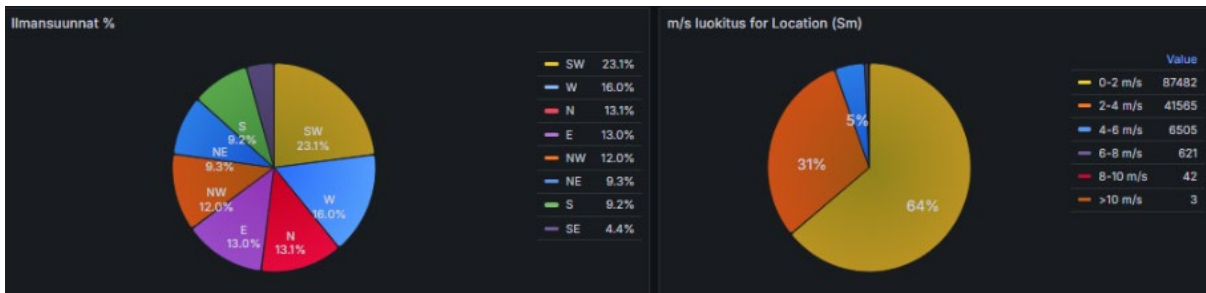 Ilmansuunnat %
SW
23.1%
W
16.0%
N
13.1%
E
13.0%
NW
12.0%
NE
9.3%
S
9.2%
SW 23.1%
W 16.0%
N 13.1%
E 13.0%
NW 12.0%
NE 9.3%
S 9.2%
SE 4.4%
m/s luokitus for Location (Sm)
5%
31%
64%
Value
0-2 m/s 87482
2-4 m/s 41565
4-6 m/s 6505
6-8 m/s 621
8-10 m/s 42
>10 m/s 3